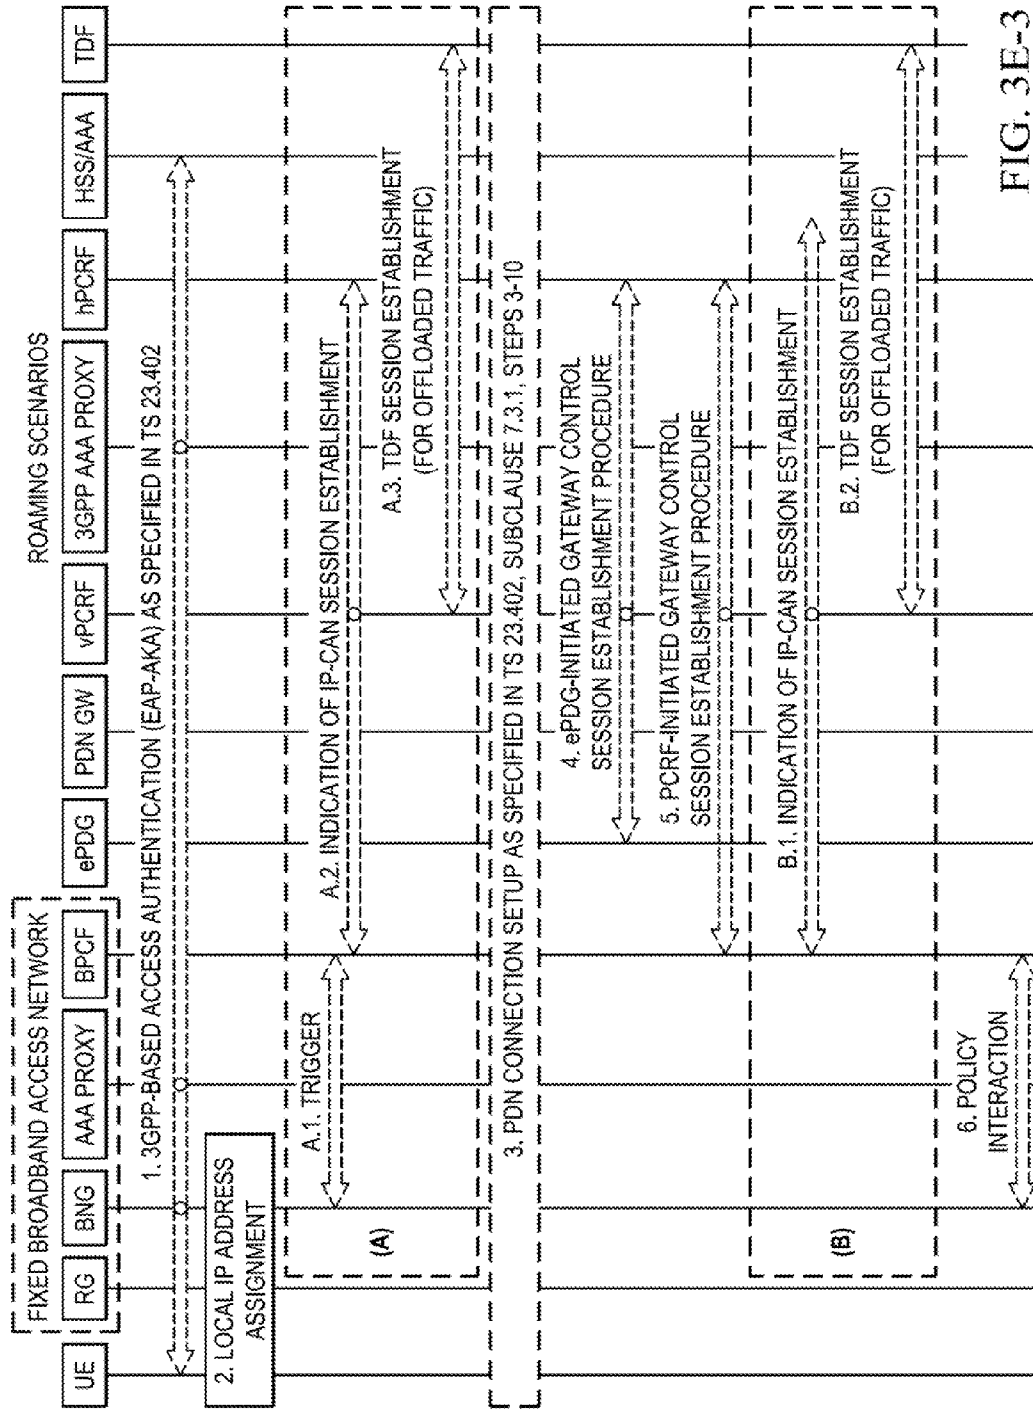 ROAMING SCENARIOS
FIXED BROADBAND ACCESS NETWORK
UE
RG
BNG
AAA PROXY
BPCF
ePDG
PDN GW
vPCRF
3GPP AAA PROXY
hPCRF
HSS/AAA
TDF
1. 3GPP-BASED ACCESS AUTHENTICATION (EAP-AKA) AS SPECIFIED IN TS 23.402
2. LOCAL IP ADDRESS
ASSIGNMENT
(A)
A.1. TRIGGER
A.2. INDICATION OF IP-CAN SESSION ESTABLISHMENT
A.3. TDF SESSION ESTABLISHMENT
(FOR OFFLOADED TRAFFIC)
3. PDN CONNECTION SETUP AS SPECIFIED IN TS 23.402, SUBCLAUSE 7.3.1, STEPS 3-10
4. ePDG-INITIATED GATEWAY CONTROL
SESSION ESTABLISHMENT PROCEDURE
5. PCRF-INITIATED GATEWAY CONTROL
SESSION ESTABLISHMENT PROCEDURE
(B)
B.1. INDICATION OF IP-CAN SESSION ESTABLISHMENT
B.2. TDF SESSION ESTABLISHMENT
(FOR OFFLOADED TRAFFIC)
6. POLICY
INTERACTION
FIG. 3E-3